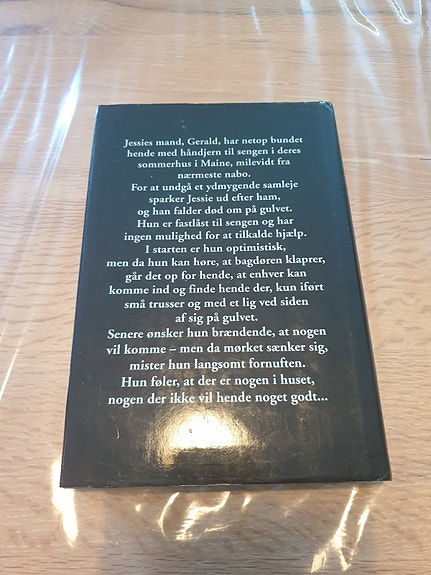 Jessies mand, Gerald, har netop bundet
hende med håndjern til sengen i deres
sommerhus i Maine, milevidt fra
nærmeste nabo.
For at undgå et ydmygende samleje
sparker Jessie ud efter ham,
og han falder død om på gulvet.
Hun er fastlåst til sengen og har
ingen mulighed for at tilkalde hjælp.
I starten er hun optimistisk,
men da hun kan høre, at bagdøren klaprer,
går det op for hende, at enhver kan
komme ind og finde hende der, kun iført
små trusser og med et lig ved siden
af sig på gulvet.
Senere ønsker hun brændende, at nogen
vil komme – men da mørket sænker sig,
mister hun langsomt fornuften.
Hun føler, at der er nogen i huset,
nogen der ikke vil hende noget godt...